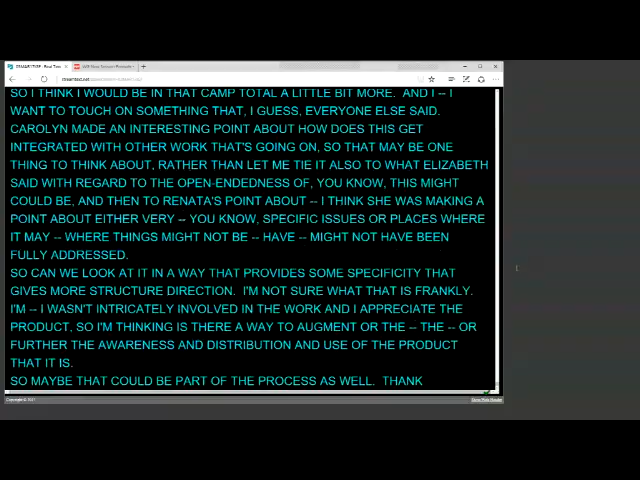 SO I THINK I WOULD BE IN THAT CAMP TOTAL A LITTLE BIT MORE.  AND I -- I
WANT TO TOUCH ON SOMETHING THAT, I GUESS, EVERYONE ELSE SAID.
CAROLYN MADE AN INTERESTING POINT ABOUT HOW DOES THIS GET
INTEGRATED WITH OTHER WORK THAT'S GOING ON, SO THAT MAY BE ONE
THING TO THINK ABOUT, RATHER THAN LET ME TIE IT ALSO TO WHAT ELIZABETH
SAID WITH REGARD TO THE OPEN-ENDEDNESS OF, YOU KNOW, THIS MIGHT
COULD BE, AND THEN TO RENATA'S POINT ABOUT -- I THINK SHE WAS MAKING A
POINT ABOUT EITHER VERY -- YOU KNOW, SPECIFIC ISSUES OR PLACES WHERE
IT MAY -- WHERE THINGS MIGHT NOT BE -- HAVE -- MIGHT NOT HAVE BEEN
FULLY ADDRESSED.
SO CAN WE LOOK AT IT IN A WAY THAT PROVIDES SOME SPECIFICITY THAT
GIVES MORE STRUCTURE DIRECTION.  I'M NOT SURE WHAT THAT IS FRANKLY.
I'M -- I WASN'T INTRICATELY INVOLVED IN THE WORK AND I APPRECIATE THE
PRODUCT, SO I'M THINKING IS THERE A WAY TO AUGMENT OR THE -- THE -- OR
FURTHER THE AWARENESS AND DISTRIBUTION AND USE OF THE PRODUCT
THAT IT IS.
SO MAYBE THAT COULD BE PART OF THE PROCESS AS WELL.  THANK